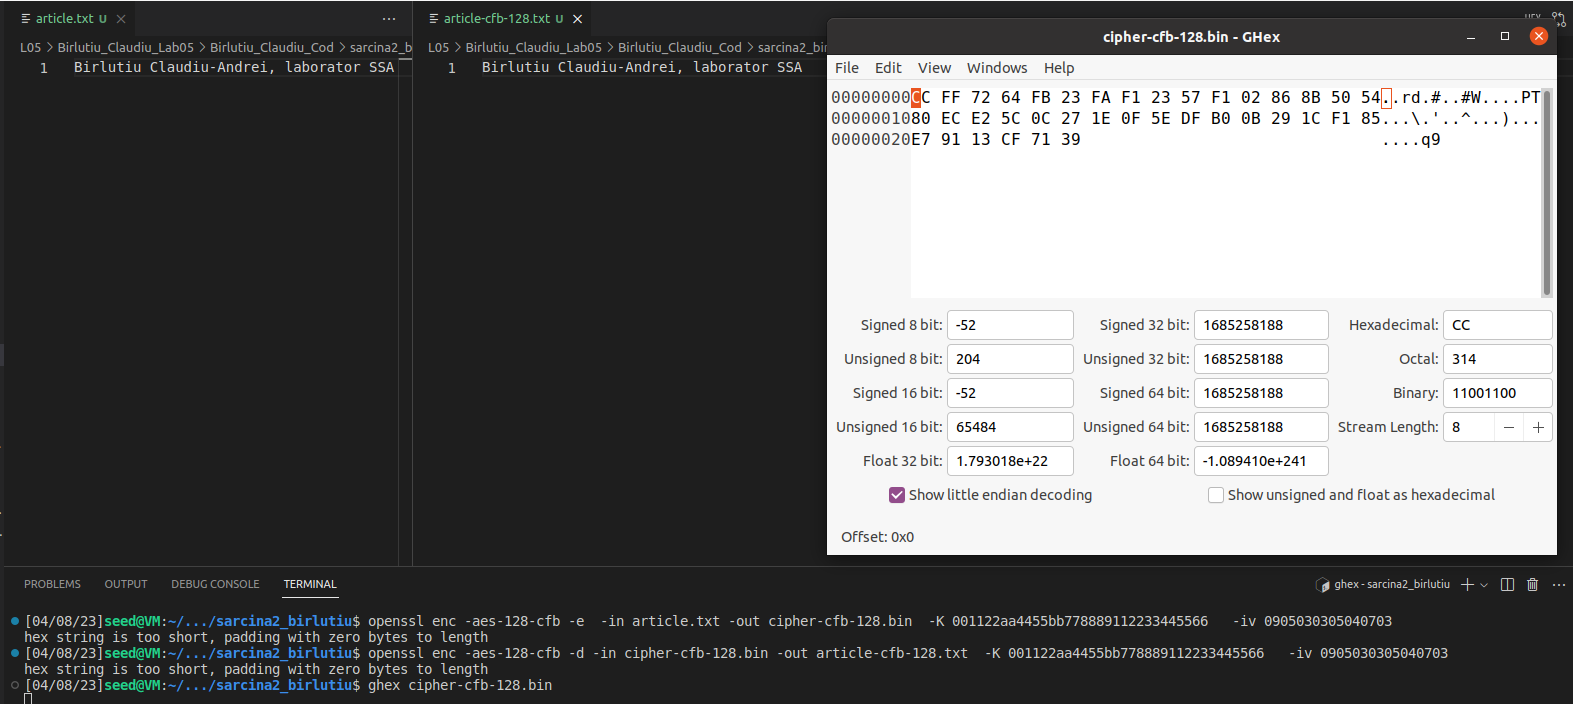 article.txt U
article-cfb-128.txt U
L05 > Birlutiu_Claudiu_Lab05 > Birlutiu_Claudiu_Cod > sarcina2_b
L05 > Birlutiu_Claudiu_Lab05 > Birlutiu_Claudiu_Cod > sarcina2_bir
1 Birlutiu Claudiu-Andrei, laborator SSA
1 Birlutiu Claudiu-Andrei, laborator SSA
cipher-cfb-128.bin - GHex
File Edit View Windows Help
00000000CC FF 72 64 FB 23 FA F1 23 57 F1 02 86 8B 50 54..rd.#..#W....PT
0000001080 EC E2 5C 0C 27 1E 0F 5E DF B0 0B 29 1C F1 85...\.'..^...)...
00000020E7 91 13 CF 71 39 ....q9
Signed 8 bit: -52 Signed 32 bit: 1685258188 Hexadecimal: CC
Unsigned 8 bit: 204 Unsigned 32 bit: 1685258188 Octal: 314
Signed 16 bit: -52 Signed 64 bit: 1685258188 Binary: 11001100
Unsigned 16 bit: 65484 Unsigned 64 bit: 1685258188 Stream Length: 8
Float 32 bit: 1.793018e+22 Float 64 bit: -1.089410e+241
Show little endian decoding Show unsigned and float as hexadecimal
Offset: 0x0
PROBLEMS OUTPUT DEBUG CONSOLE TERMINAL
ghex - sarcina2_birlutiu
[04/08/23]seed@VM:~/.../sarcina2_birlutiu$ openssl enc -aes-128-cfb -e  -in article.txt -out cipher-cfb-128.bin  -K 001122aa4455bb778889112233445566   -iv 0905030305040703
hex string is too short, padding with zero bytes to length
[04/08/23]seed@VM:~/.../sarcina2_birlutiu$ openssl enc -aes-128-cfb -d -in cipher-cfb-128.bin -out article-cfb-128.txt  -K 001122aa4455bb778889112233445566   -iv 0905030305040703
hex string is too short, padding with zero bytes to length
[04/08/23]seed@VM:~/.../sarcina2_birlutiu$ ghex cipher-cfb-128.bin